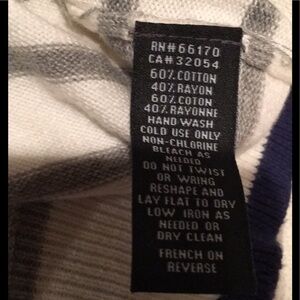 RN#66170
CA#32054
60% COTTON
40% RAYON
60% COTON
40% RAYONNE
HAND WASH
COLD USE ONLY
NON-CHLORINE
BLEACH AS
NEEDED
DO NOT TWIST
OR WRING
RESHAPE AND
LAY FLAT TO DRY
LOW IRON AS
NEEDED OR
DRY CLEAN
FRENCH ON
REVERSE